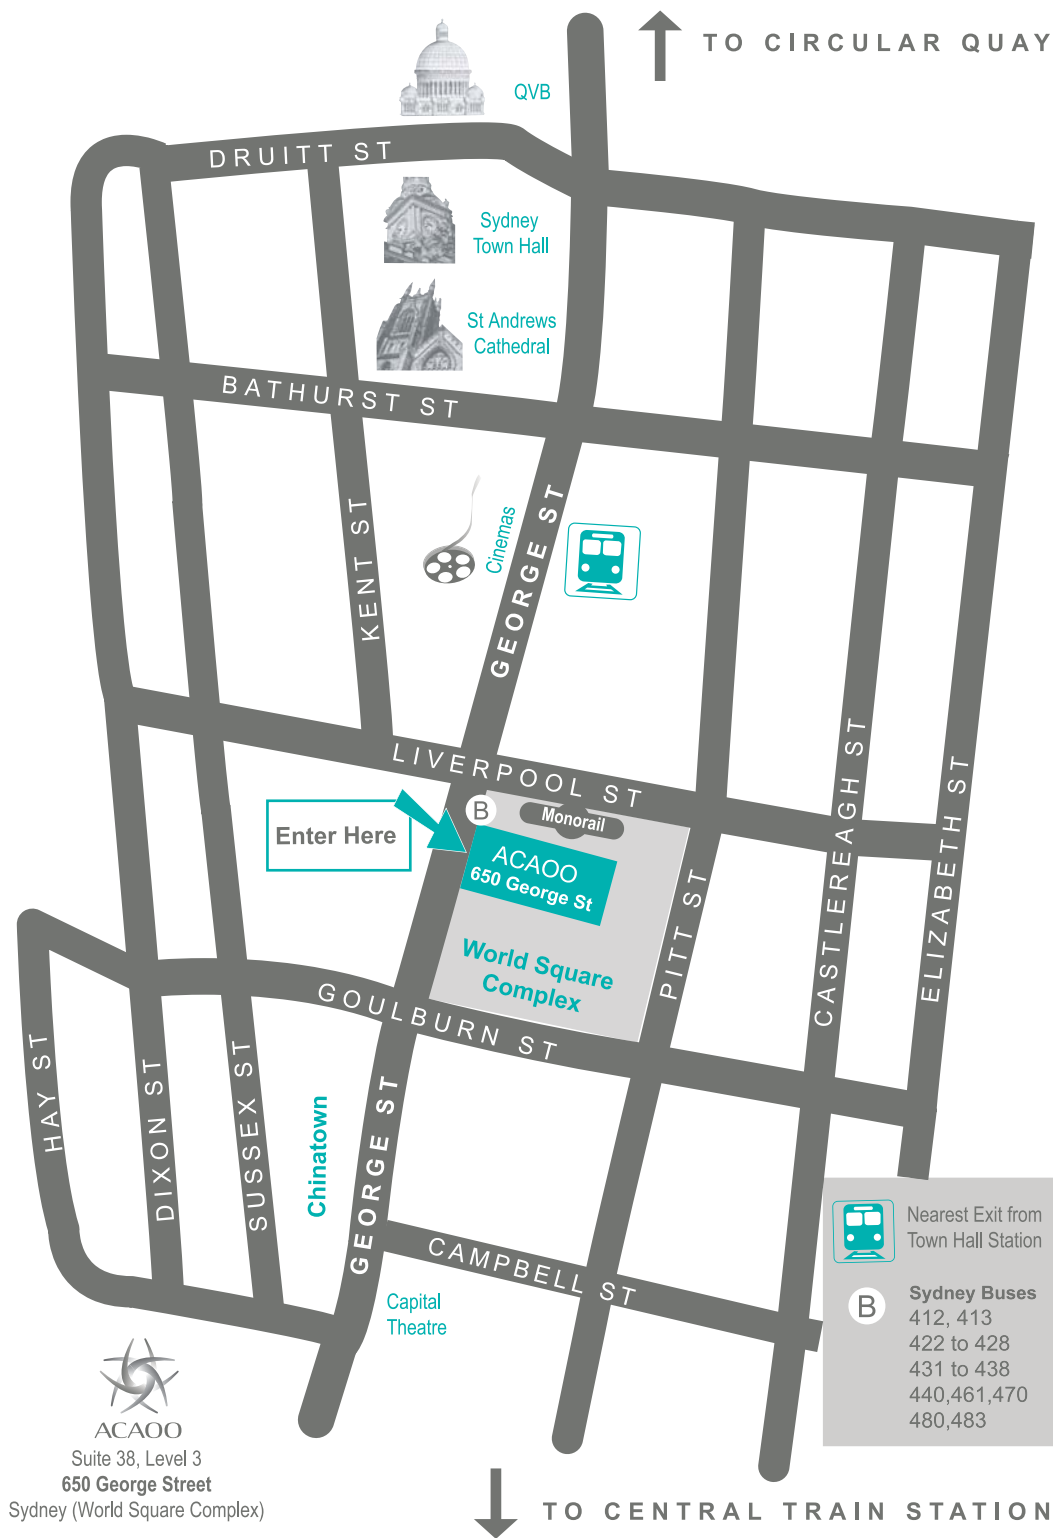 TO CIRCULAR QUAY
QVB
DRUITT ST
Sydney
Town Hall
St Andrews
Cathedral
BATHURST ST
KENT ST
Cinemas
GEORGE ST
LIVERPOOL ST
B
Monorail
Enter Here
ACAOO
650 George St
World Square
Complex
PITT ST
CASTLEREAGH ST
ELIZABETH ST
GOULBURN ST
HAY ST
DIXON ST
SUSSEX ST
Chinatown
GEORGE ST
CAMPBELL ST
Capital
Theatre
Nearest Exit from
Town Hall Station
B
Sydney Buses
412, 413
422 to 428
431 to 438
440,461,470
480,483
ACAOO
Suite 38, Level 3
650 George Street
Sydney (World Square Complex)
TO CENTRAL TRAIN STATION